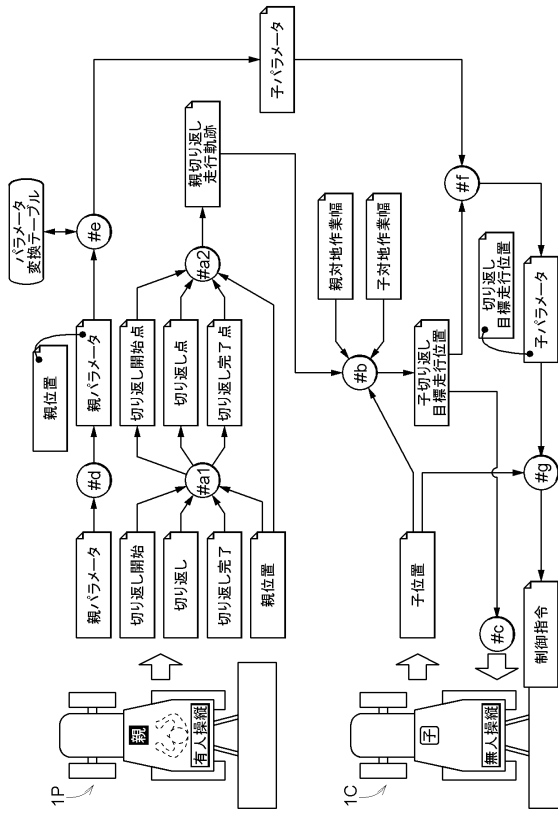 1P
親
有人操縦
親パラメータ
切り返し開始
切り返し
切り返し完了
親位置
#d
#a1
親位置
親パラメータ
切り返し開始点
切り返し点
切り返し完了点
パラメータ
変換テーブル
#e
#a2
親切り返し
走行軌跡
子パラメータ
1C
子
無人操縦
子位置
#c
制御指令
#b
親対地作業幅
子対地作業幅
子切り返し
目標走行位置
#g
#f
切り返し
目標走行位置
子パラメータ